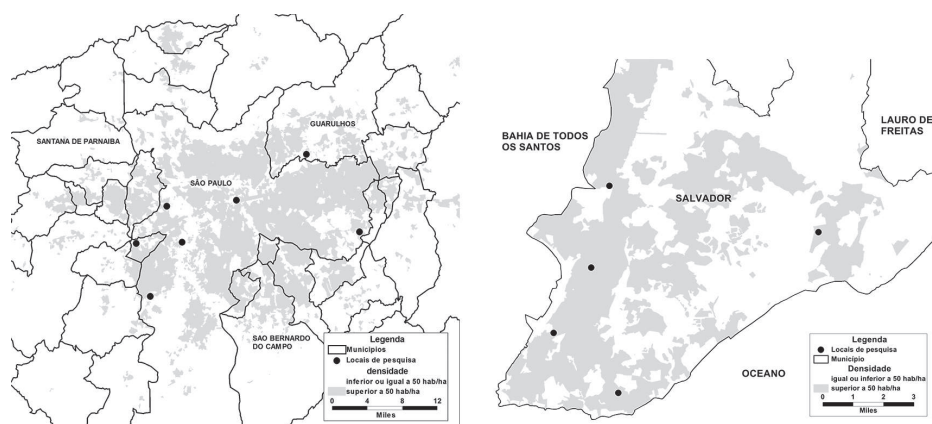 GUARULHOS
SANTANA DE PARNAIBA
SÃO PAULO
SAO BERNARDO
DO CAMPO
Legenda
Municípios
Locais de pesquisa
densidade
inferior ou igual a 50 hab/ha
superior a 50 hab/ha
0 4 8 12
Miles
LAURO DE
FREITAS
BAHIA DE TODOS
OS SANTOS
SALVADOR
OCEANO
Legenda
Locais de pesquisa
Município
Densidade
igual ou inferior a 50 hab/ha
superior a 50 hab/ha
0 1 2 3
Miles